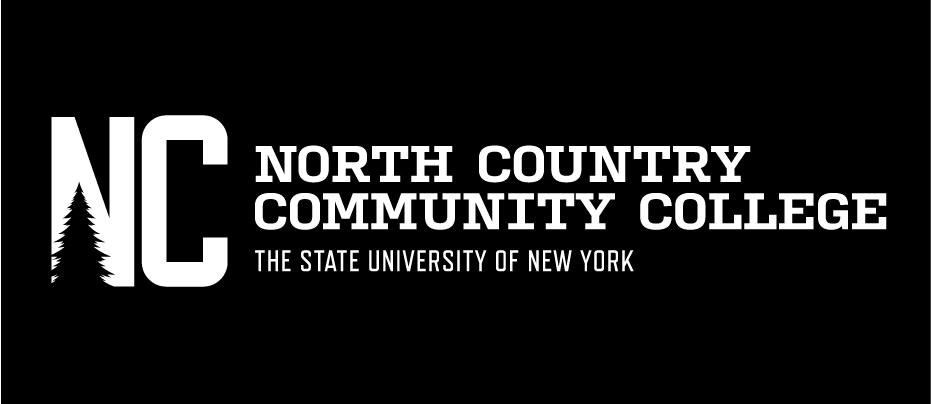 NC
NORTH COUNTRY
COMMUNITY COLLEGE
THE STATE UNIVERSITY OF NEW YORK